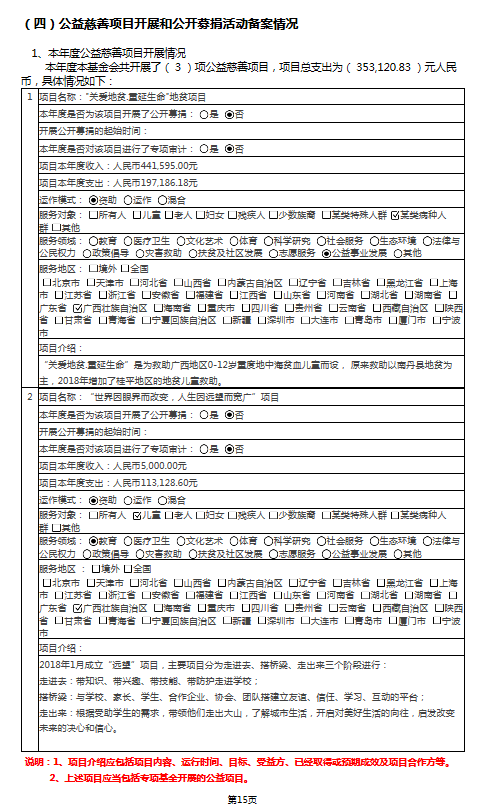 （四）公益慈善项目开展和公开募捐活动备案情况
1、本年度公益慈善项目开展情况
本年度本基金会共开展了（ 3 ）项公益慈善项目，项目总支出为（ 353,120.83 ）元人民
币，具体情况如下：
1 项目名称："关爱地贫.重延生命"地贫项目
本年度是否为该项目开展了公开募捐：○是 ●否
开展公开募捐的起始时间：
本年度是否对该项目进行了专项审计：○是 ●否
项目本年度收入：人民币441,595.00元
项目本年度支出：人民币197,186.18元
运作模式：●资助 ○运作 ○混合
服务对象：□所有人 □儿童 □老人 □妇女 □残疾人 □少数族裔 □某类特殊人群 ☑某类病种人
群 □其他
服务领域：○教育 ○医疗卫生 ○文化艺术 ○体育 ○科学研究 ○社会服务 ○生态环境 ○法律与
公民权力 ○政策倡导 ○灾害救助 ○扶贫及社区发展 ○志愿服务 ●公益事业发展 ○其他
服务地区：□境外 □全国
□北京市 □天津市 □河北省 □山西省 □内蒙古自治区 □辽宁省 □吉林省 □黑龙江省 □上海
市 □江苏省 □浙江省 □安徽省 □福建省 □江西省 □山东省 □河南省 □湖北省 □湖南省 □
广东省 ☑广西壮族自治区 □海南省 □重庆市 □四川省 □贵州省 □云南省 □西藏自治区 □陕西
省 □甘肃省 □青海省 □宁夏回族自治区 □新疆 □深圳市 □大连市 □青岛市 □厦门市 □宁波
市
项目介绍：
"关爱地贫.重延生命"是为救助广西地区0-12岁重度地中海贫血儿童而设， 原来救助以南丹县地贫为
主，2018年增加了桂平地区的地贫儿童救助。
2 项目名称："世界因眼界而改变，人生因远望而宽广"项目
本年度是否为该项目开展了公开募捐：○是 ●否
开展公开募捐的起始时间：
本年度是否对该项目进行了专项审计：○是 ●否
项目本年度收入：人民币5,000.00元
项目本年度支出：人民币113,128.60元
运作模式：●资助 ○运作 ○混合
服务对象：□所有人 ☑儿童 □老人 □妇女 □残疾人 □少数族裔 □某类特殊人群 □某类病种人
群 □其他
服务领域：●教育 ○医疗卫生 ○文化艺术 ○体育 ○科学研究 ○社会服务 ○生态环境 ○法律与
公民权力 ○政策倡导 ○灾害救助 ○扶贫及社区发展 ○志愿服务 ○公益事业发展 ○其他
服务地区 ：□境外 □全国
□北京市 □天津市 □河北省 □山西省 □内蒙古自治区 □辽宁省 □吉林省 □黑龙江省 □上海
市 □江苏省 □浙江省 □安徽省 □福建省 □江西省 □山东省 □河南省 □湖北省 □湖南省 □
广东省 ☑广西壮族自治区 □海南省 □重庆市 □四川省 □贵州省 □云南省 □西藏自治区 □陕西
省 □甘肃省 □青海省 □宁夏回族自治区 □新疆 □深圳市 □大连市 □青岛市 □厦门市 □宁波
市
项目介绍：
2018年1月成立"远望"项目，主要项目分为走进去、搭桥梁、走出来三个阶段进行：
走进去：带知识、带兴趣、带技能、带防护走进学校；
搭桥梁：与学校、家长、学生、合作企业、协会、团队搭建立友谊、信任、学习、互动的平台；
走出来：根据受助学生的需求，带领他们走出大山，了解城市生活，开启对美好生活的向往，启发改变
未来的决心和信心。
说明：1、项目介绍应包括项目内容、运行时间、目标、受益方、已经取得或预期成效及项目合作方等。
2、上述项目应当包括专项基金开展的公益项目。
第15页